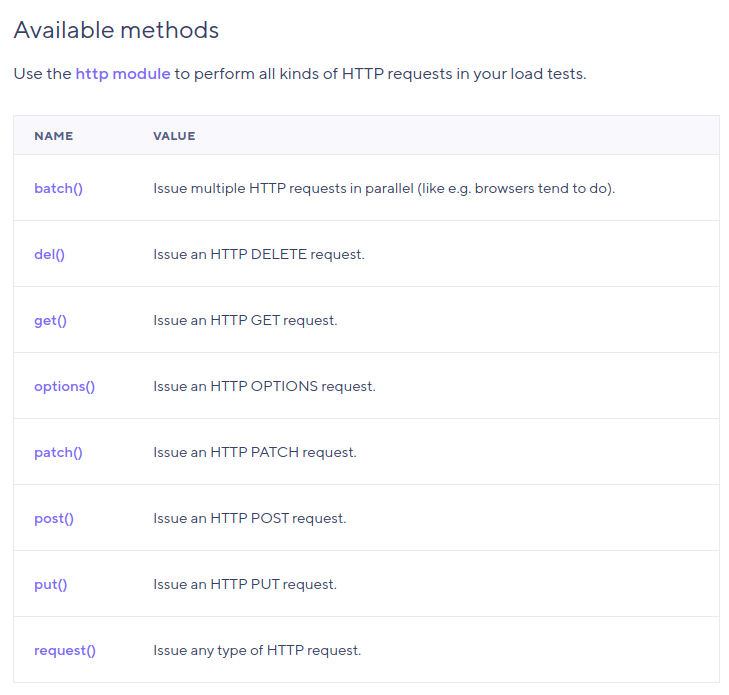 Available methods
Use the http module to perform all kinds of HTTP requests in your load tests.
NAME VALUE
batch() Issue multiple HTTP requests in parallel (like e.g. browsers tend to do).
del() Issue an HTTP DELETE request.
get() Issue an HTTP GET request.
options() Issue an HTTP OPTIONS request.
patch() Issue an HTTP PATCH request.
post() Issue an HTTP POST request.
put() Issue an HTTP PUT request.
request() Issue any type of HTTP request.